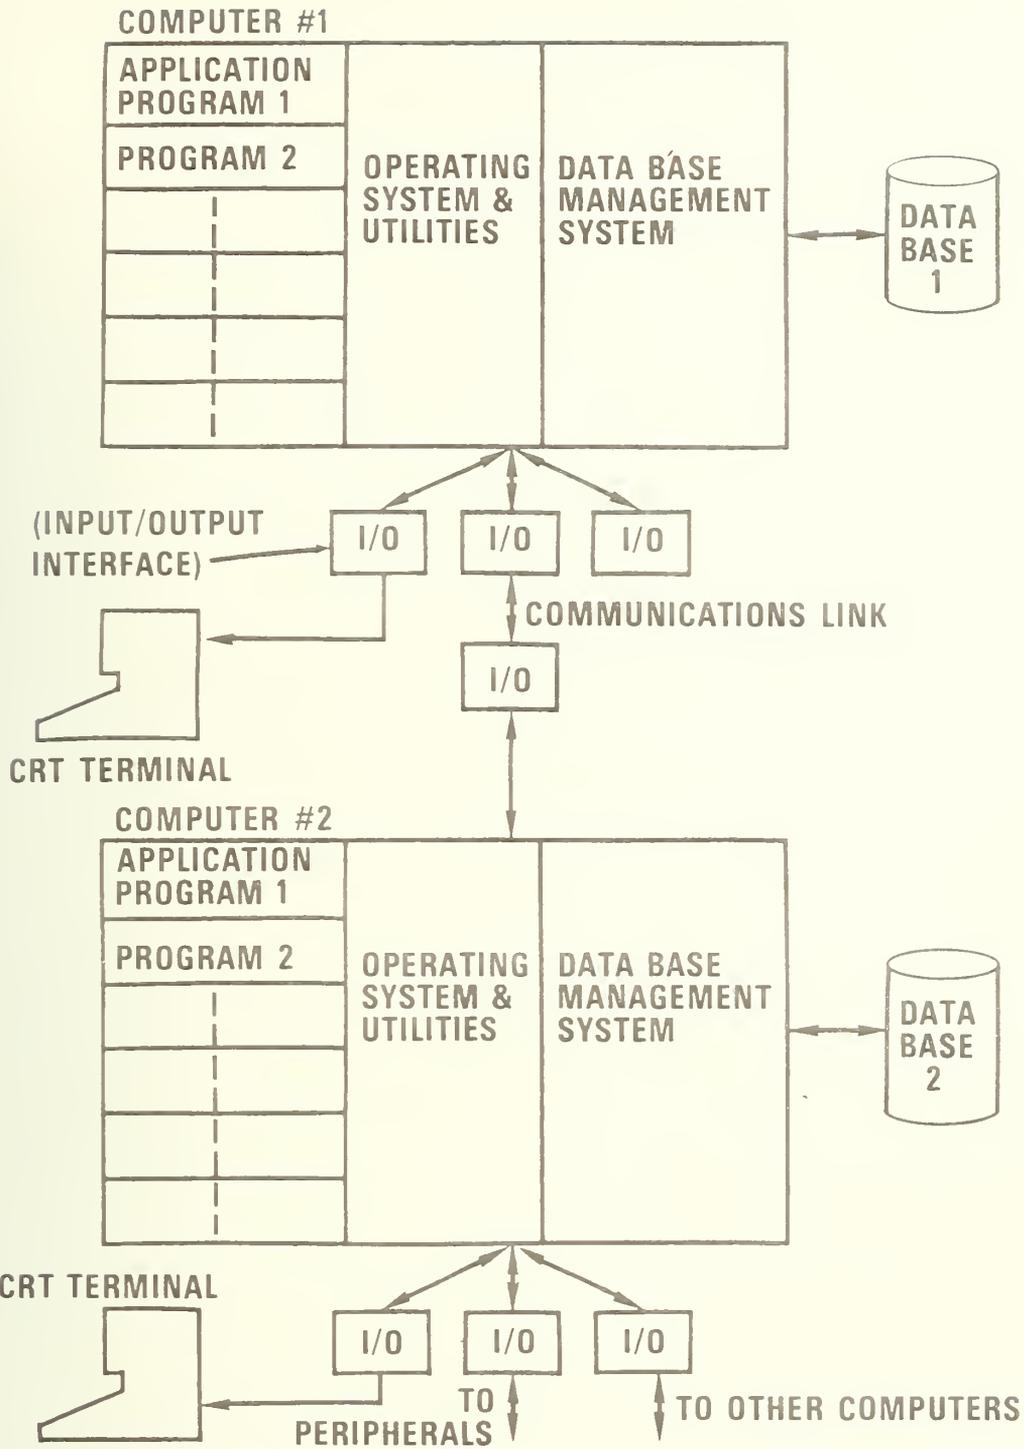 COMPUTER #1
APPLICATION
PROGRAM 1
PROGRAM 2
OPERATING
SYSTEM &
UTILITIES
DATA BASE
MANAGEMENT
SYSTEM
DATA
BASE
1
(INPUT/OUTPUT
INTERFACE)
I/O
I/O
I/O
COMMUNICATIONS LINK
I/O
CRT TERMINAL
COMPUTER #2
APPLICATION
PROGRAM 1
PROGRAM 2
OPERATING
SYSTEM &
UTILITIES
DATA BASE
MANAGEMENT
SYSTEM
DATA
BASE
2
CRT TERMINAL
I/O
I/O
I/O
TO
PERIPHERALS
TO OTHER COMPUTERS